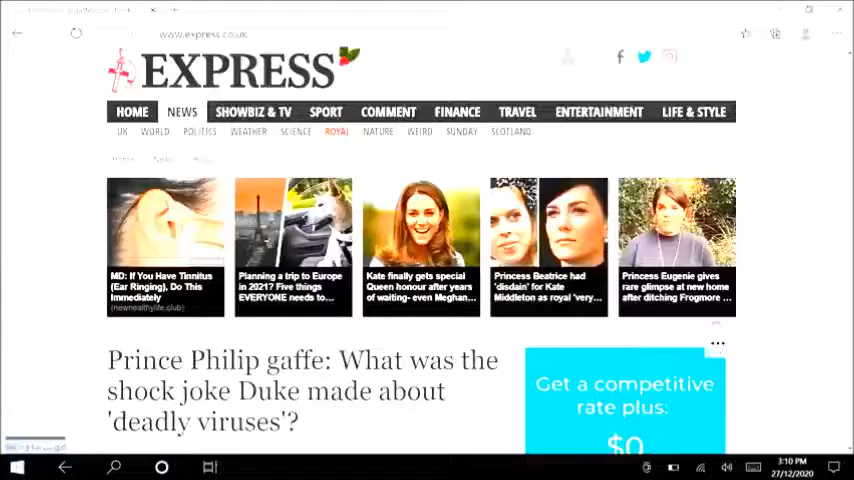 www.express.co.uk
EXPRESS
HOME NEWS SHOWBIZ & TV SPORT COMMENT FINANCE TRAVEL ENTERTAINMENT LIFE & STYLE
UK WORLD POLITICS WEATHER SCIENCE ROYAL NATURE WEIRD SUNDAY SCOTLAND
MD: If You Have Tinnitus
(Ear Ringing), Do This
Immediately
(newhealthylife.club)
Planning a trip to Europe
in 2021? Five things
EVERYONE needs to...
Kate finally gets special
Queen honour after years
of waiting- even Meghan...
Princess Beatrice had
'disdain' for Kate
Middleton as royal 'very...
Princess Eugenie gives
rare glimpse at new home
after ditching Frogmore ...
Prince Philip gaffe: What was the
shock joke Duke made about
'deadly viruses'?
Get a competitive
rate plus:
$0
3:10 PM
27/12/2020